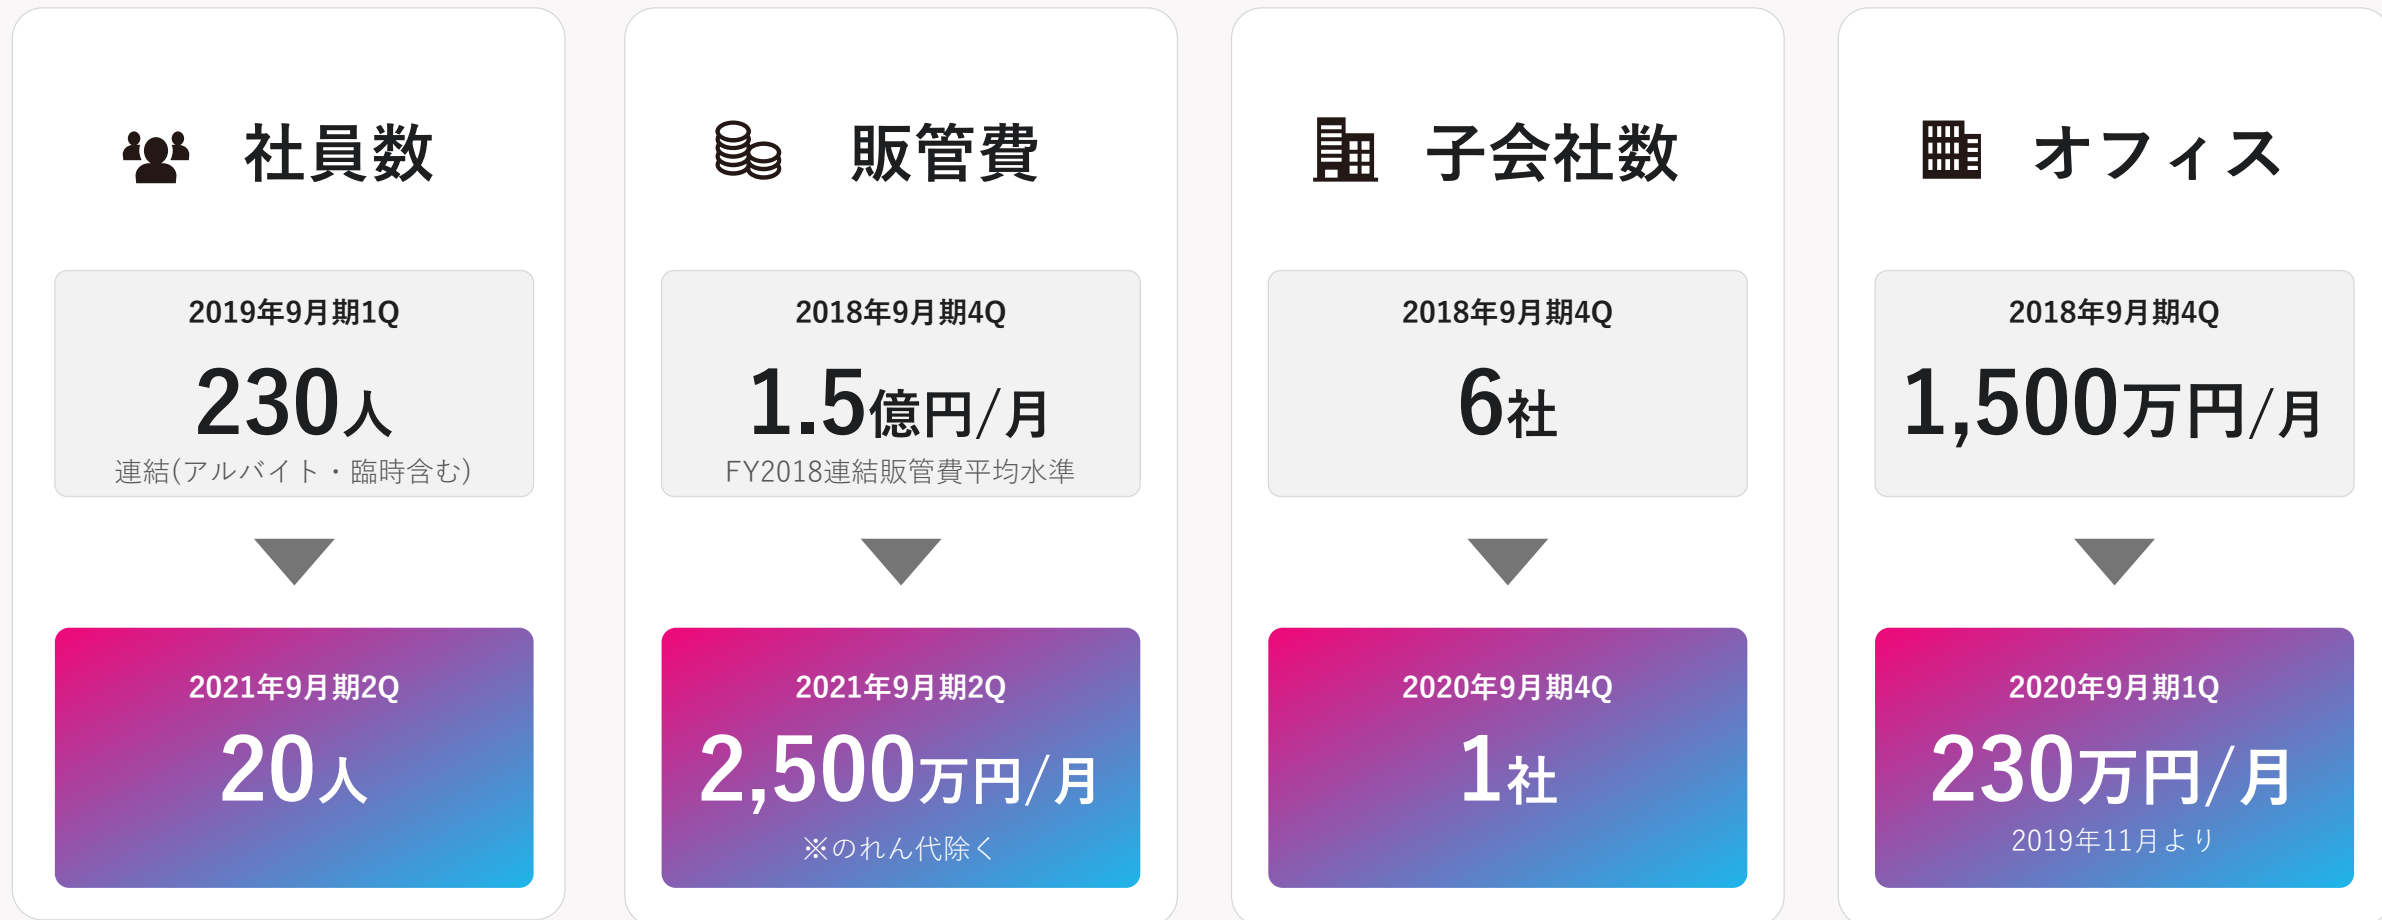 社員数
2019年9月期1Q
230人
連結(アルバイト・臨時含む)
2021年9月期2Q
20人
販管費
2018年9月期4Q
1.5億円/月
FY2018連結販管費平均水準
2021年9月期2Q
2,500万円/月
※のれん代除く
子会社数
2018年9月期4Q
6社
2020年9月期4Q
1社
オフィス
2018年9月期4Q
1,500万円/月
2020年9月期1Q
230万円/月
2019年11月より